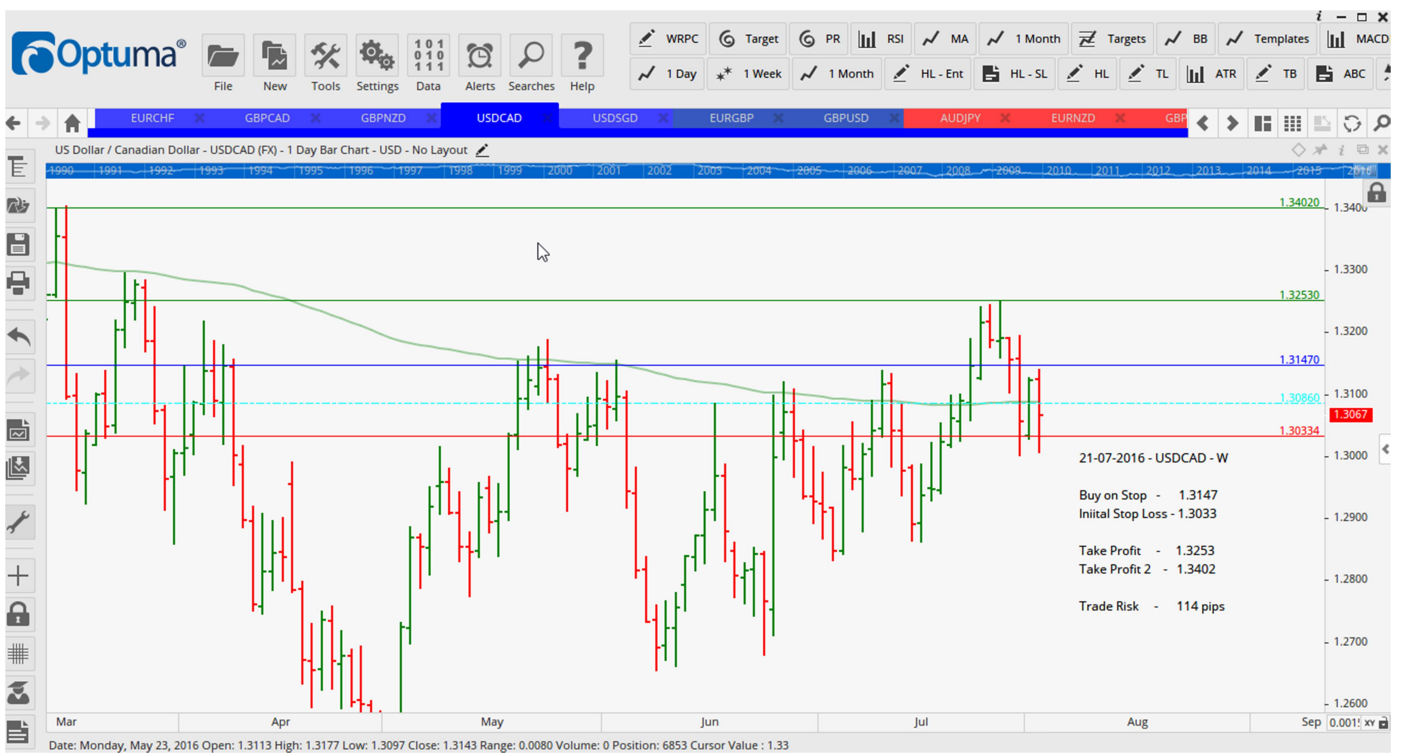 i
Optuma®
File New Tools Settings Data Alerts Searches Help
WRPC Target PR RSI MA 1 Month Targets BB Templates MACD
1 Day 1 Week 1 Month HL - Ent HL - SL HL TL ATR TB ABC
EURCHF GBPCAD GBPNZD USDCAD USDSGD EURGBP GBPUSD AUDJPY EURNZD GBP
US Dollar / Canadian Dollar - USDCAD (FX) - 1 Day Bar Chart - USD - No Layout
1990 1991 1992 1993 1994 1995 1996 1997 1998 1999 2000 2001 2002 2003 2004 2005 2006 2007 2008 2009 2010 2011 2012 2013 2014 2015 2016
1.34020
1.3400
1.3300
1.32530
1.3200
1.31470
1.3100
1.30860
1.3067
1.30334
1.3000
21-07-2016 - USDCAD - W
Buy on Stop - 1.3147
Iniital Stop Loss - 1.3033
1.2900
Take Profit - 1.3253
Take Profit 2 - 1.3402
1.2800
Trade Risk - 114 pips
1.2700
1.2600
Mar Apr May Jun Jul Aug Sep XY
Date: Monday, May 23, 2016 Open: 1.3113 High: 1.3177 Low: 1.3097 Close: 1.3143 Range: 0.0080 Volume: 0 Position: 6853 Cursor Value : 1.33